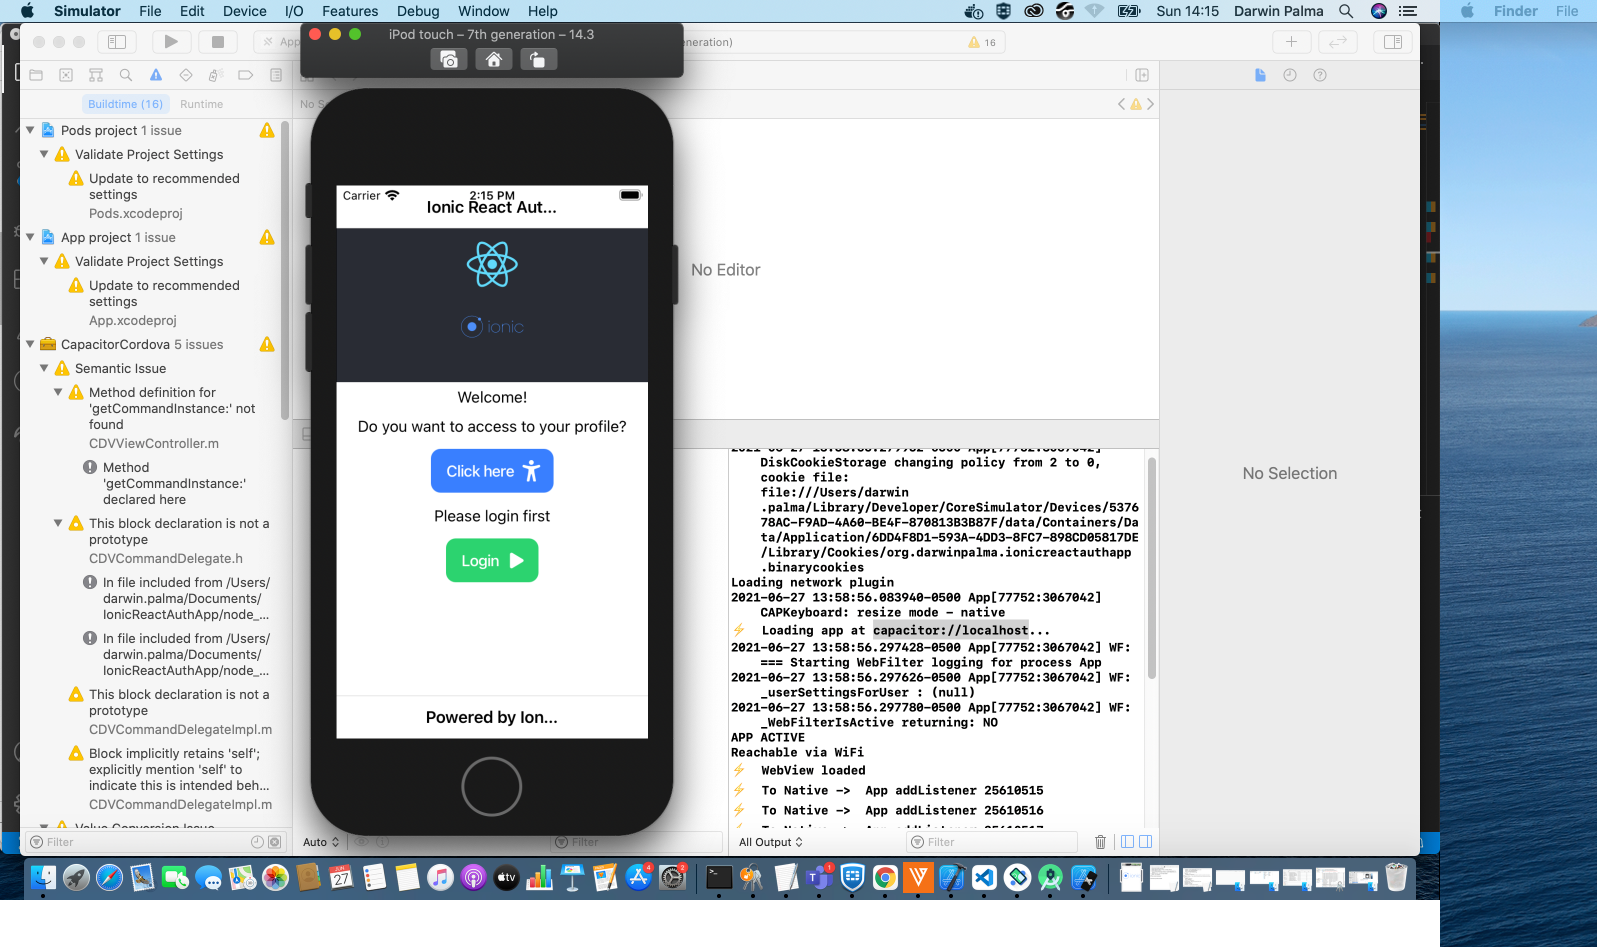 Simulator File Edit Device I/O Features Debug Window Help
Sun 14:15 Darwin Palma
Finder File
iPod touch – 7th generation – 14.3
App
eneration)
16
Buildtime (16) Runtime
No Se
Pods project 1 issue
Validate Project Settings
Update to recommended
settings
Pods.xcodeproj
App project 1 issue
Validate Project Settings
Update to recommended
settings
App.xcodeproj
CapacitorCordova 5 issues
Semantic Issue
Method definition for
'getCommandInstance:' not
found
CDVViewController.m
Method
'getCommandInstance:'
declared here
This block declaration is not a
prototype
CDVCommandDelegate.h
In file included from /Users/
darwin.palma/Documents/
IonicReactAuthApp/node_...
In file included from /Users/
darwin.palma/Documents/
IonicReactAuthApp/node_...
This block declaration is not a
prototype
CDVCommandDelegateImpl.m
Block implicitly retains 'self';
explicitly mention 'self' to
indicate this is intended beh...
CDVCommandDelegateImpl.m
Value Conversion Issue
Filter
Carrier 2:15 PM
Ionic React Aut...
ionic
Welcome!
Do you want to access to your profile?
Click here
Please login first
Login
Powered by Ion...
No Editor
DiskCookieStorage changing policy from 2 to 0,
cookie file:
file:///Users/darwin
.palma/Library/Developer/CoreSimulator/Devices/5376
78AC-F9AD-4A60-BE4F-870813B3B87F/data/Containers/Da
ta/Application/6DD4F8D1-593A-4DD3-8FC7-898CD05817DE
/Library/Cookies/org.darwinpalma.ionicreactauthapp
.binarycookies
Loading network plugin
2021-06-27 13:58:56.083940-0500 App[77752:3067042]
CAPKeyboard: resize mode - native
⚡ Loading app at capacitor://localhost...
2021-06-27 13:58:56.297428-0500 App[77752:3067042] WF:
=== Starting WebFilter logging for process App
2021-06-27 13:58:56.297626-0500 App[77752:3067042] WF:
_userSettingsForUser : (null)
2021-06-27 13:58:56.297780-0500 App[77752:3067042] WF:
_WebFilterIsActive returning: NO
APP ACTIVE
Reachable via WiFi
⚡ WebView loaded
⚡ To Native -> App addListener 25610515
⚡ To Native -> App addListener 25610516
Auto
Filter
All Output
Filter
No Selection
27
tv
4
2
1